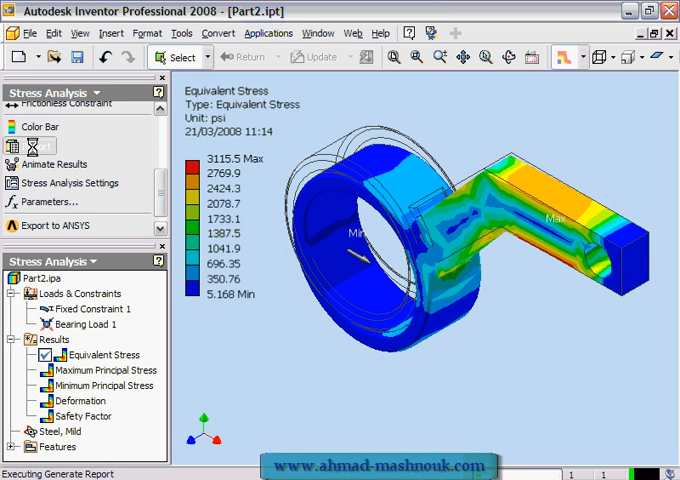 Autodesk Inventor Professional 2008 - [Part2.ipt]
File Edit View Insert Format Tools Convert Applications Window Web Help
Select Return Update
Stress Analysis
Frictionless Constraint
Color Bar
Animate Results
Stress Analysis Settings
Parameters...
Export to ANSYS
Stress Analysis
Part2.ipa
Loads & Constraints
Fixed Constraint 1
Bearing Load 1
Results
Equivalent Stress
Maximum Principal Stress
Minimum Principal Stress
Deformation
Safety Factor
Steel, Mild
Features
Equivalent Stress
Type: Equivalent Stress
Unit: psi
21/03/2008 11:14
3115.5 Max
2769.9
2424.3
2078.7
1733.1
1387.5
1041.9
696.35
350.76
5.168 Min
Min
Max
www.ahmad-mashnouk.com
Executing Generate Report
1 1